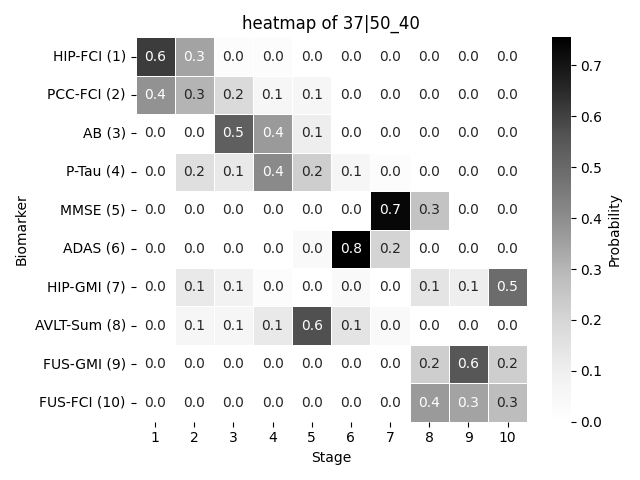 heatmap of 37|50_40
HIP-FCI (1) 0.6 0.3 0.0 0.0 0.0 0.0 0.0 0.0 0.0 0.0
PCC-FCI (2) 0.4 0.3 0.2 0.1 0.1 0.0 0.0 0.0 0.0 0.0
AB (3) 0.0 0.0 0.5 0.4 0.1 0.0 0.0 0.0 0.0 0.0
P-Tau (4) 0.0 0.2 0.1 0.4 0.2 0.1 0.0 0.0 0.0 0.0
MMSE (5) 0.0 0.0 0.0 0.0 0.0 0.0 0.7 0.3 0.0 0.0
ADAS (6) 0.0 0.0 0.0 0.0 0.0 0.8 0.2 0.0 0.0 0.0
HIP-GMI (7) 0.0 0.1 0.1 0.0 0.0 0.0 0.0 0.1 0.1 0.5
AVLT-Sum (8) 0.0 0.1 0.1 0.1 0.6 0.1 0.0 0.0 0.0 0.0
FUS-GMI (9) 0.0 0.0 0.0 0.0 0.0 0.0 0.0 0.2 0.6 0.2
FUS-FCI (10) 0.0 0.0 0.0 0.0 0.0 0.0 0.0 0.4 0.3 0.3
1 2 3 4 5 6 7 8 9 10
Stage
Biomarker
0.7
0.6
0.5
0.4
0.3
0.2
0.1
0.0
Probability